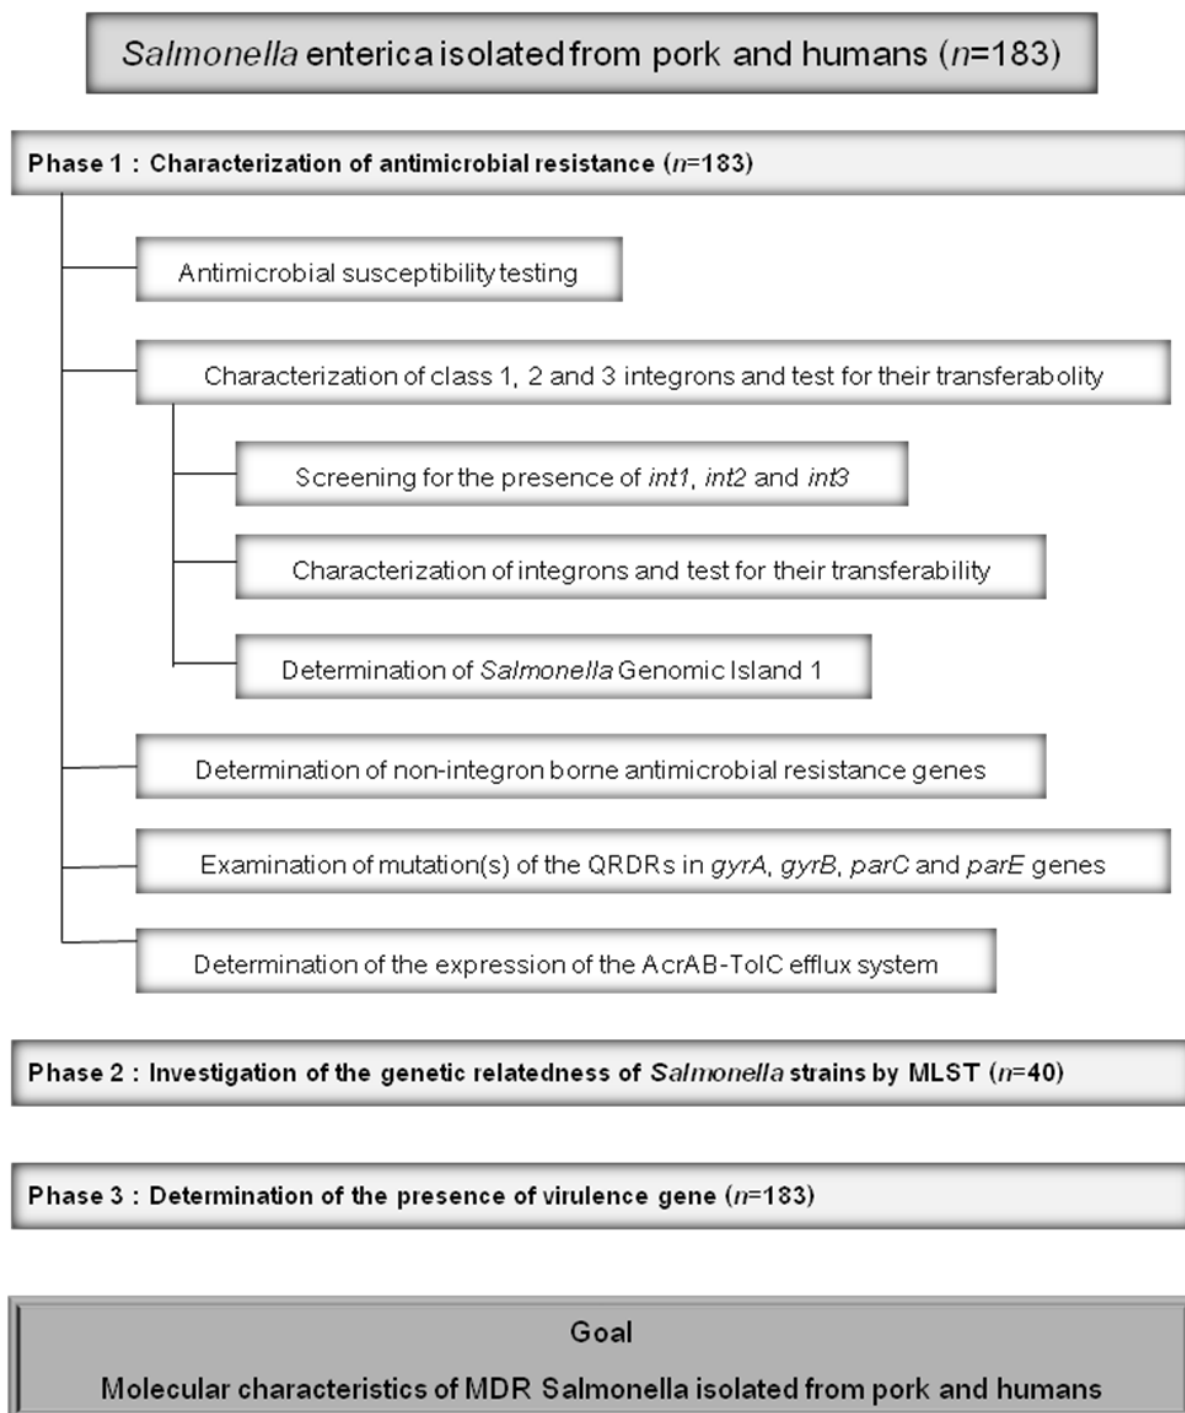 Salmonella enterica isolated from pork and humans (n=183)
Phase 1 : Characterization of antimicrobial resistance (n=183)
Antimicrobial susceptibility testing
Characterization of class 1, 2 and 3 integrons and test for their transferabolity
Screening for the presence of int1, int2 and int3
Characterization of integrons and test for their transferability
Determination of Salmonella Genomic Island 1
Determination of non-integron borne antimicrobial resistance genes
Examination of mutation(s) of the QRDRs in gyrA, gyrB, parC and parE genes
Determination of the expression of the AcrAB-TolC efflux system
Phase 2 : Investigation of the genetic relatedness of Salmonella strains by MLST (n=40)
Phase 3 : Determination of the presence of virulence gene (n=183)
Goal
Molecular characteristics of MDR Salmonella isolated from pork and humans